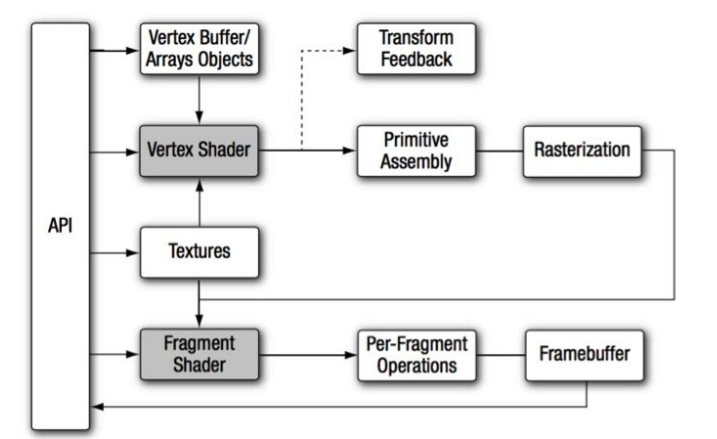 Vertex Buffer/
Arrays Objects
Transform
Feedback
Vertex Shader
Primitive
Assembly
Rasterization
API
Textures
Fragment
Shader
Per-Fragment
Operations
Framebuffer